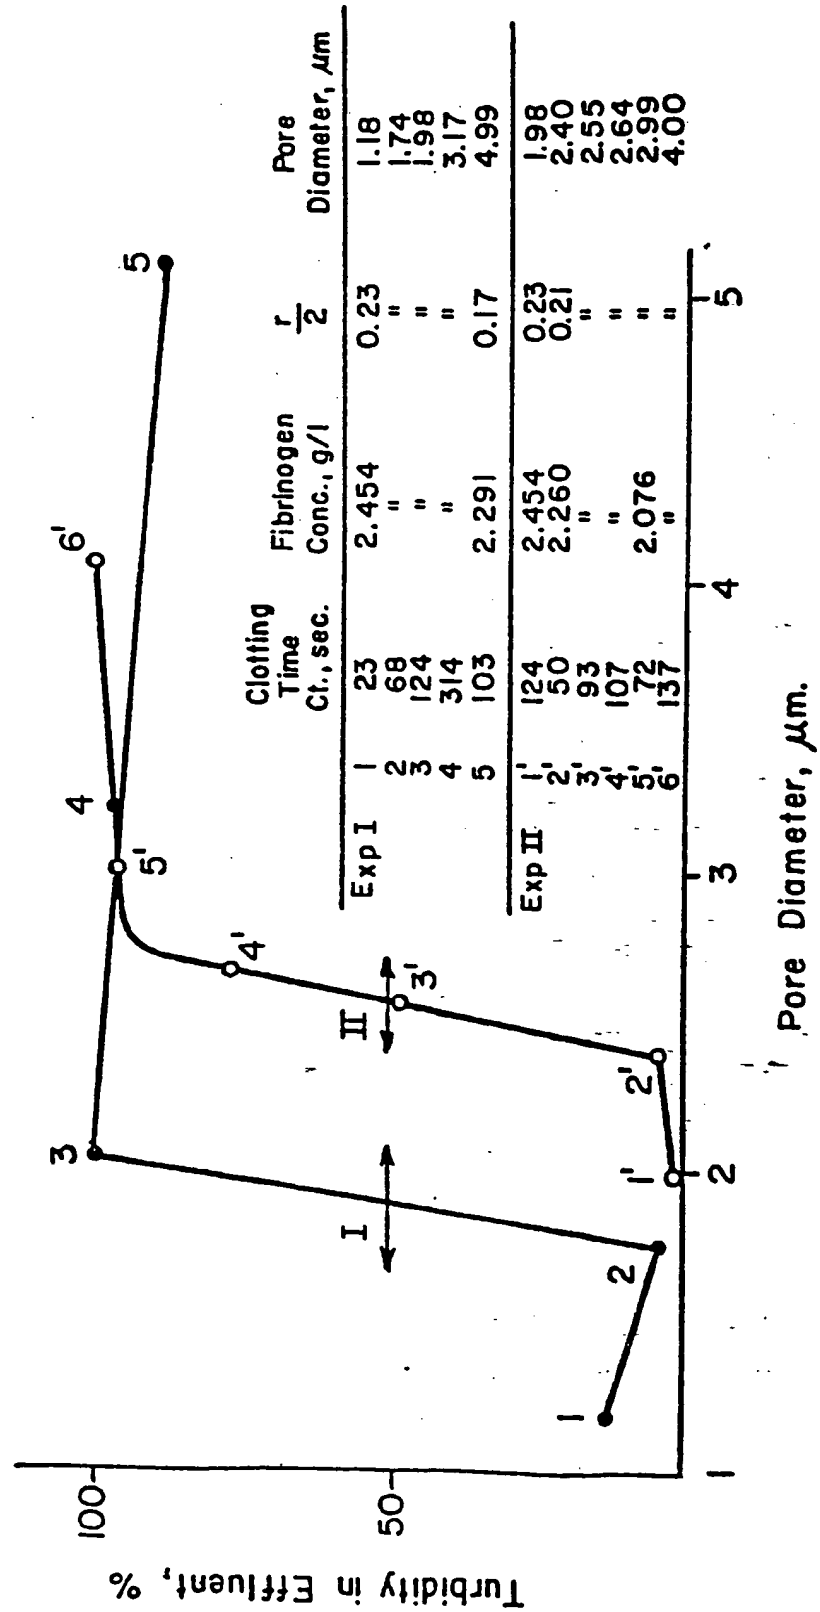 Turbidity in Effluent, %
100
50
1
2
3
4
5
Pore Diameter, μm.
1
2
3
4
5
1'
2'
3'
4'
5'
6'
I
II
Clotting Time Ct., sec.
Fibrinogen Conc., g/l
r/2
Pore Diameter, μm
Exp I
1 23 2.454 0.23 1.18
2 68 " " 1.74
3 124 " " 1.98
4 314 " " 3.17
5 103 2.291 0.17 4.99
Exp II
1' 124 2.454 0.23 1.98
2' 50 2.260 0.21 2.40
3' 93 " " 2.55
4' 107 " " 2.64
5' 72 2.076 " 2.99
6' 137 " " 4.00